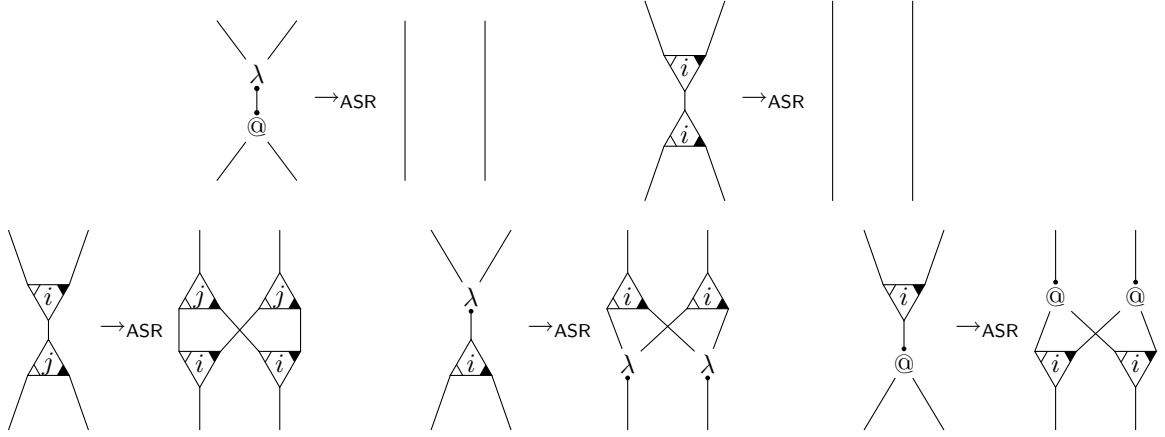 λ @ →ASR i i →ASR
i j →ASR j j i i λ i →ASR i i λ λ i @ →ASR @ @ i i